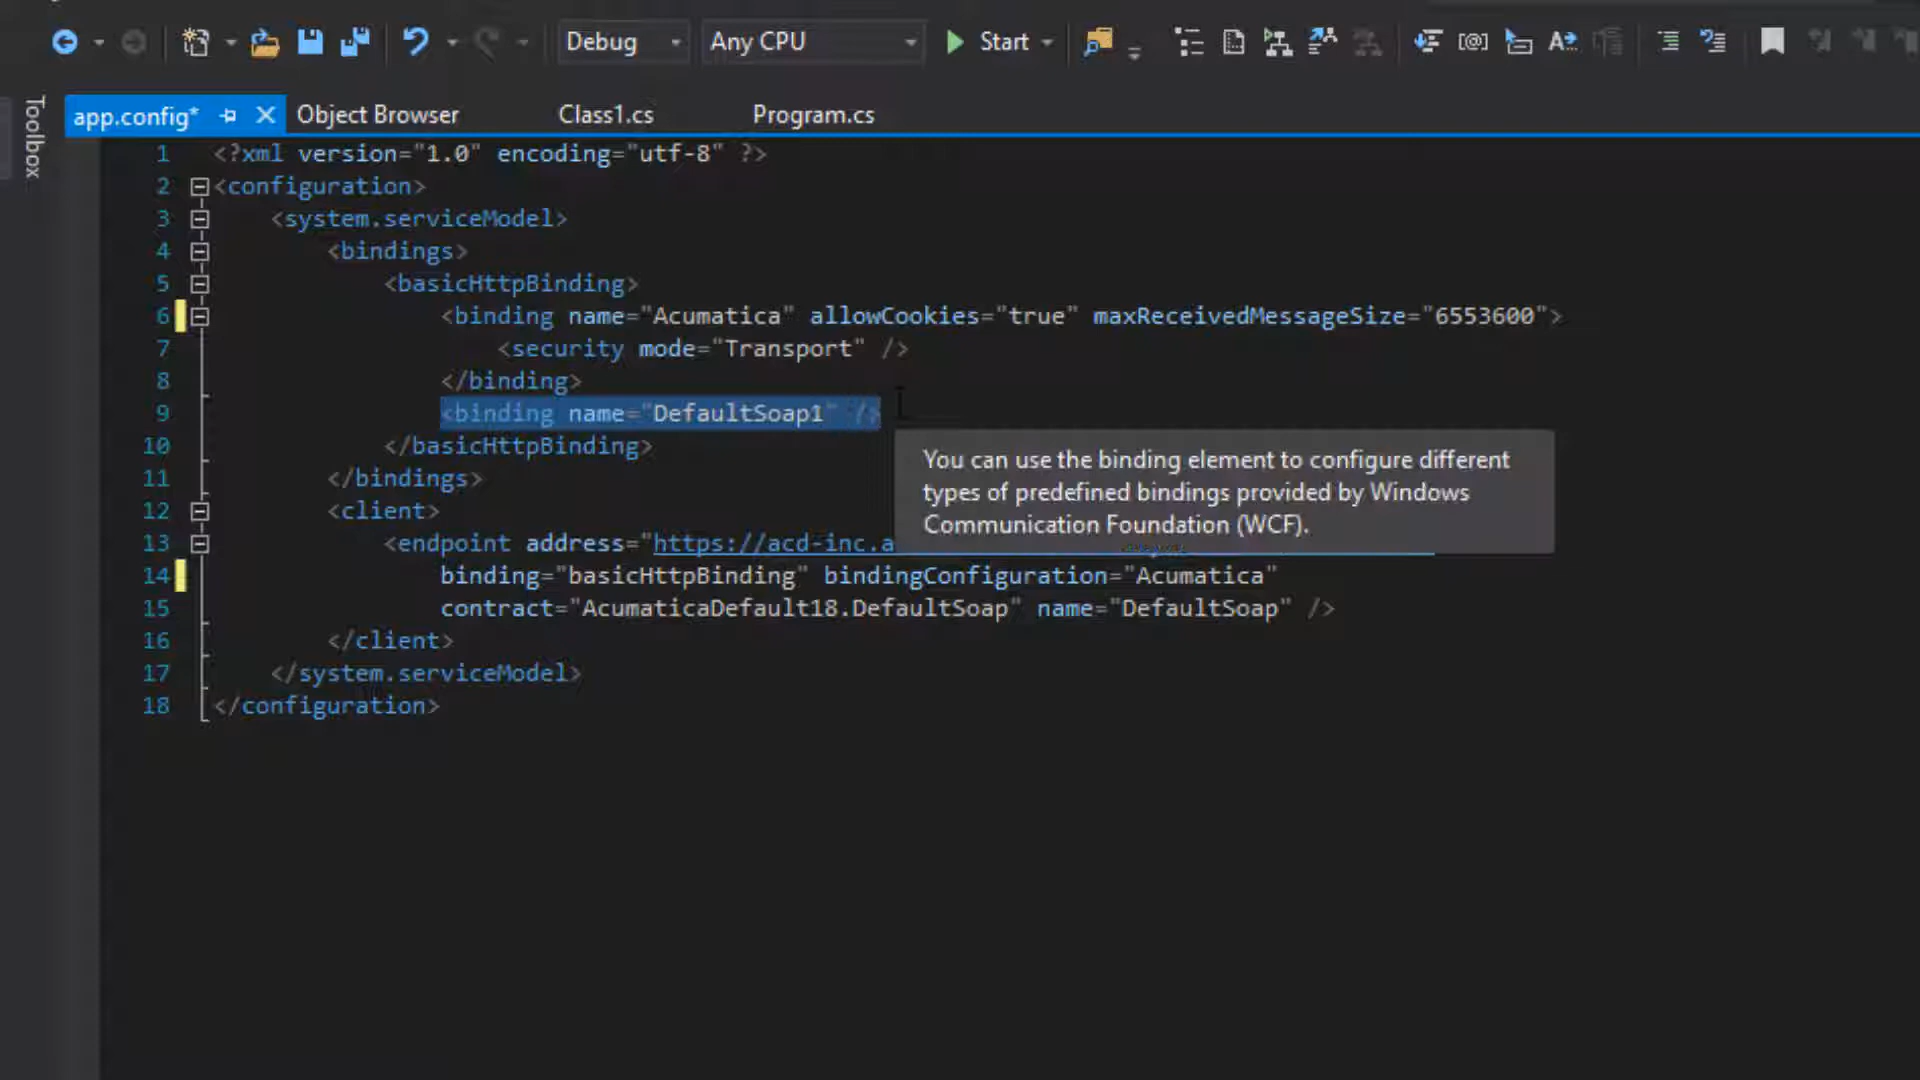 Debug Any CPU Start
Toolbox
app.config* Object Browser Class1.cs Program.cs
1 <?xml version="1.0" encoding="utf-8" ?>
2 <configuration>
3 <system.serviceModel>
4 <bindings>
5 <basicHttpBinding>
6 <binding name="Acumatica" allowCookies="true" maxReceivedMessageSize="6553600">
7 <security mode="Transport" />
8 </binding>
9 <binding name="DefaultSoap1" />
10 </basicHttpBinding>
11 </bindings>
12 <client>
13 <endpoint address="https://acd-inc.a
14 binding="basicHttpBinding" bindingConfiguration="Acumatica"
15 contract="AcumaticaDefault18.DefaultSoap" name="DefaultSoap" />
16 </client>
17 </system.serviceModel>
18 </configuration>
You can use the binding element to configure different
types of predefined bindings provided by Windows
Communication Foundation (WCF).